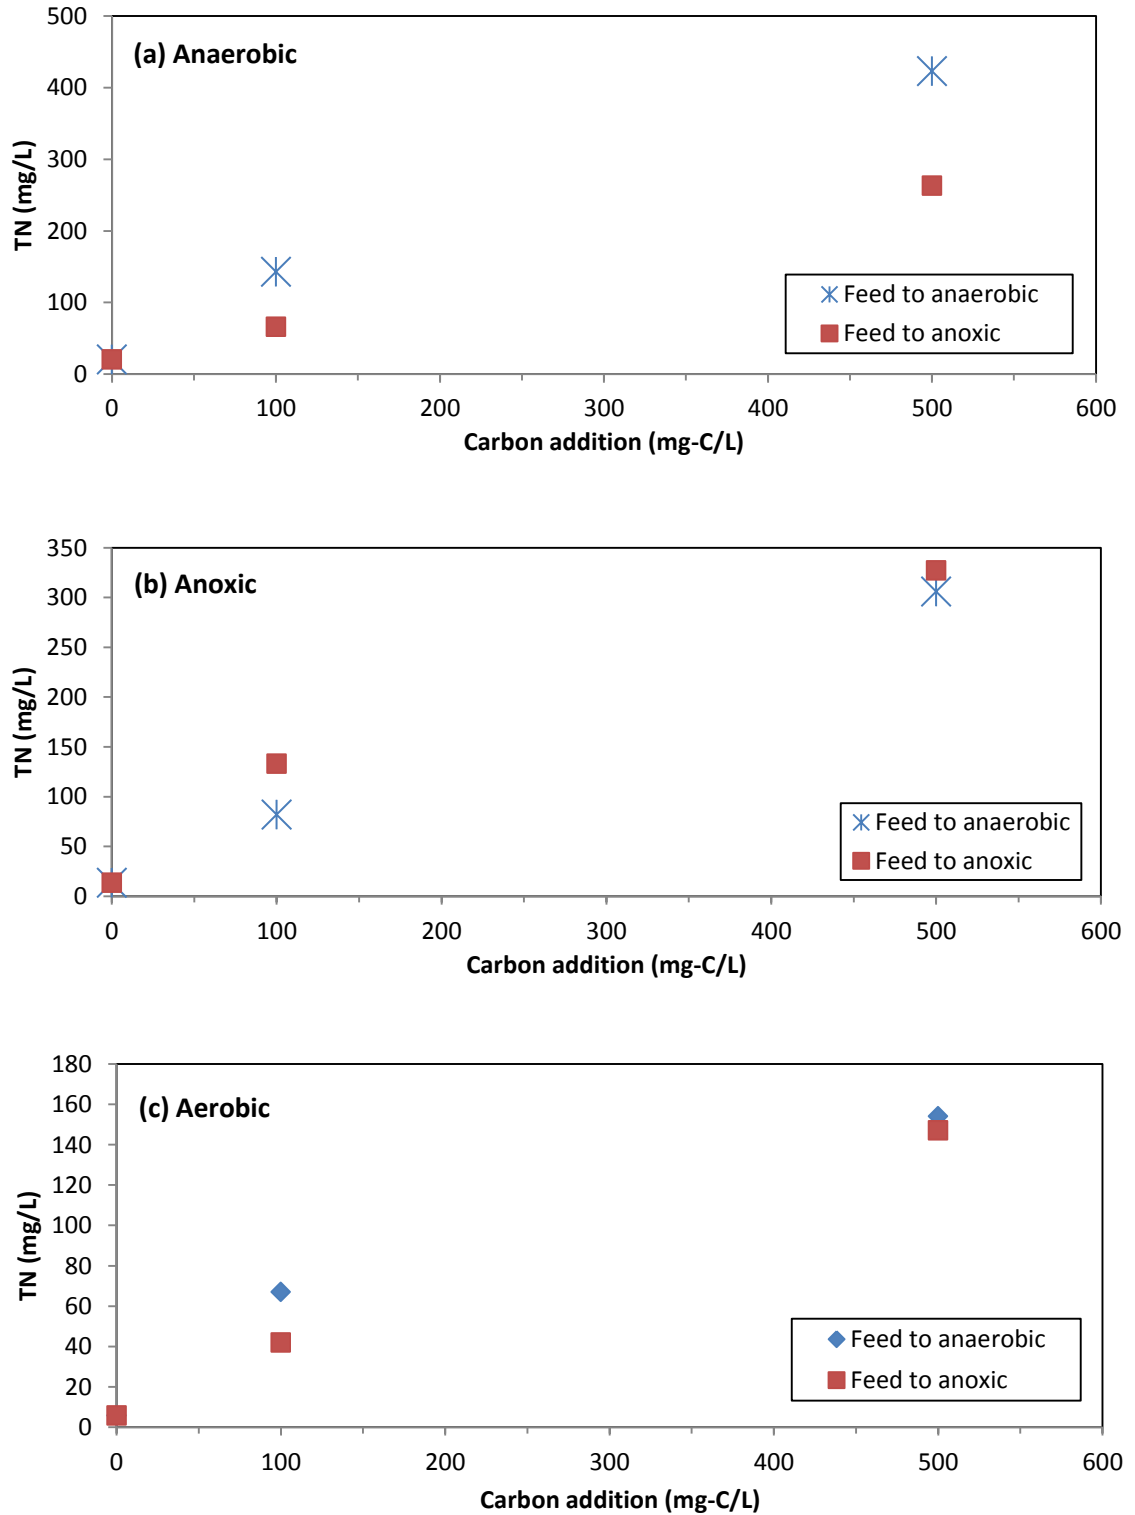 500
(a) Anaerobic
400
300
TN (mg/L)
200
100
0
Feed to anaerobic
Feed to anoxic
0 100 200 300 400 500 600
Carbon addition (mg-C/L)
350
(b) Anoxic
300
250
200
TN (mg/L)
150
100
50
0
Feed to anaerobic
Feed to anoxic
0 100 200 300 400 500 600
Carbon addition (mg-C/L)
180
(c) Aerobic
160
140
120
100
TN (mg/L)
80
60
40
20
0
Feed to anaerobic
Feed to anoxic
0 100 200 300 400 500 600
Carbon addition (mg-C/L)